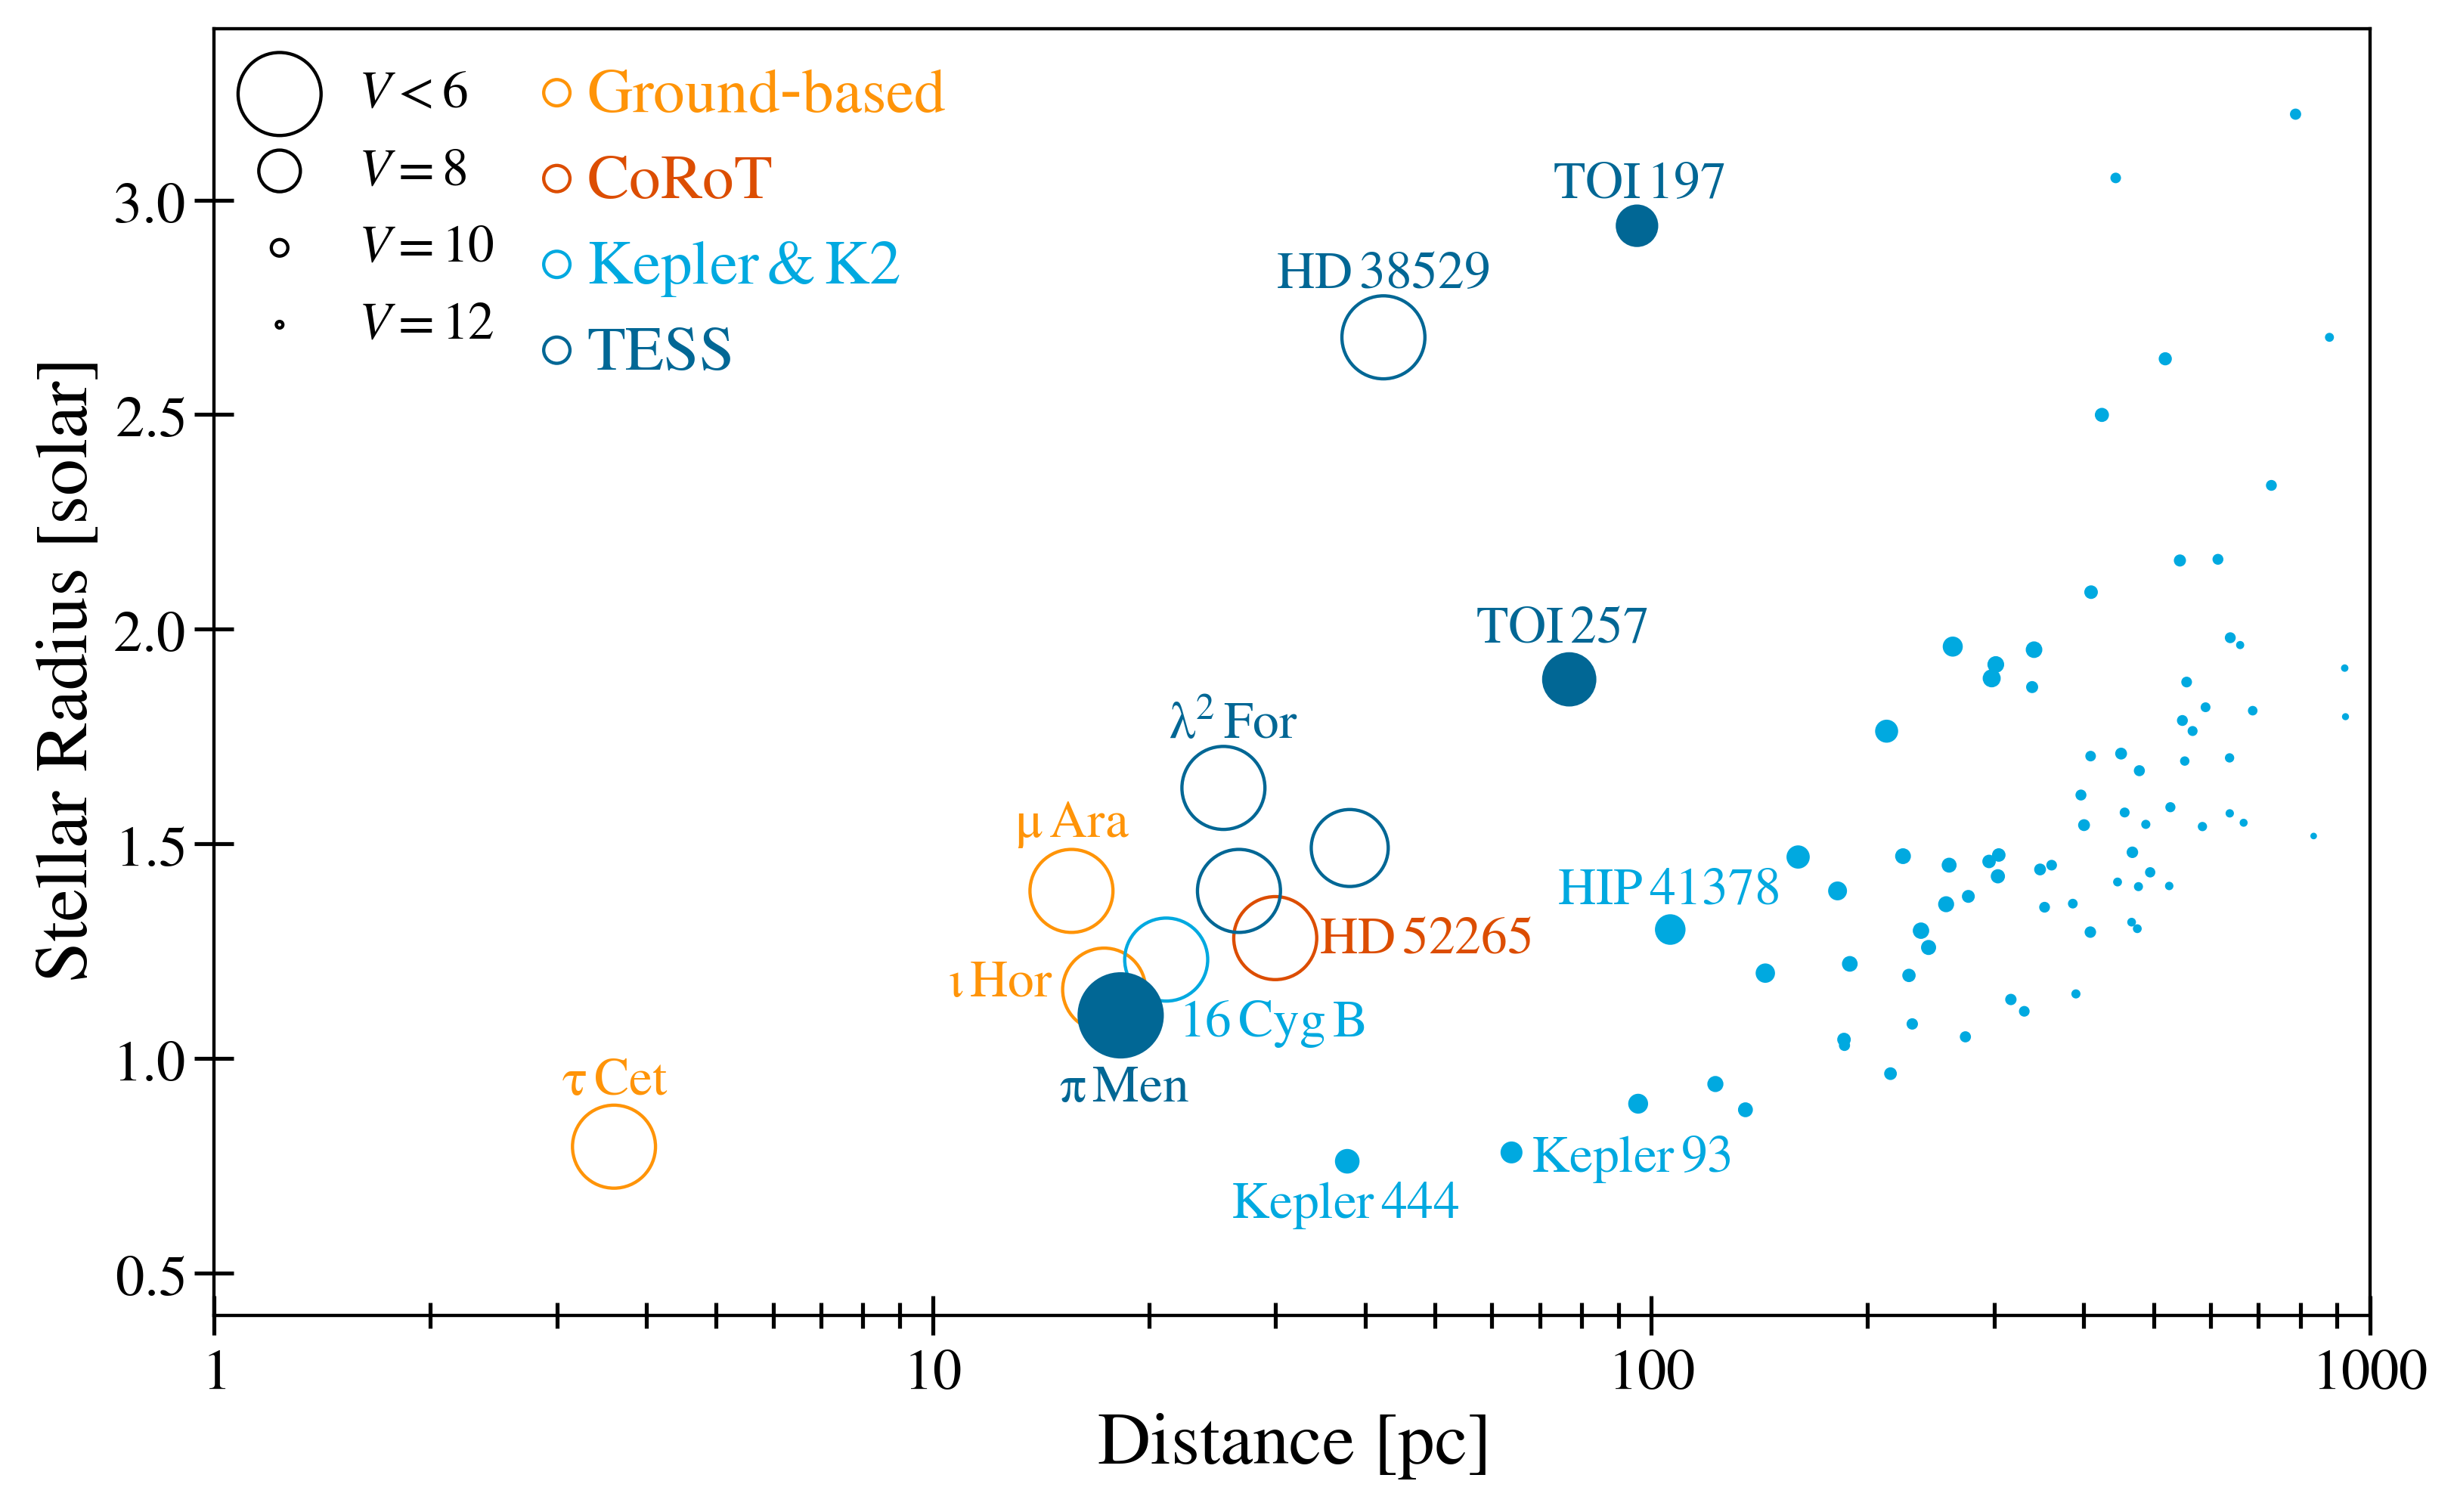 V < 6
V = 8
V = 10
V = 12
Ground-based
CoRoT
Kepler & K2
TESS
TOI 197
HD 38529
TOI 257
λ² For
μ Ara
HIP 41378
HD 52265
ι Hor
16 Cyg B
π Men
τ Cet
Kepler 93
Kepler 444
Stellar Radius [solar]
3.0
2.5
2.0
1.5
1.0
0.5
1
10
100
1000
Distance [pc]